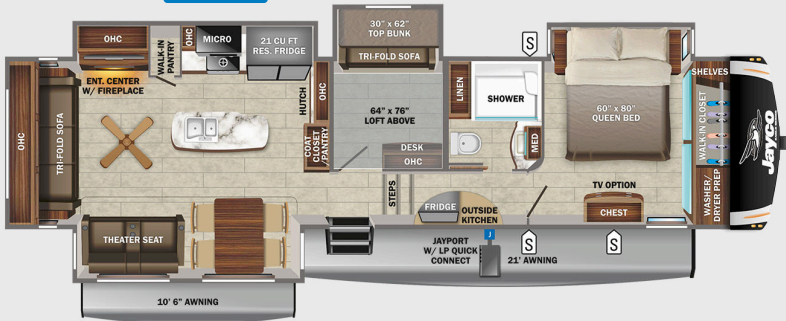 OHC
WALK-IN
PANTRY
OHC
MICRO
21 CU FT
RES. FRIDGE
30" x 62"
TOP BUNK
TRI-FOLD SOFA
S
ENT. CENTER
W/ FIREPLACE
HUTCH
OHC
64" x 76"
LOFT ABOVE
LINEN
SHOWER
60" x 80"
QUEEN BED
SHELVES
WALK-IN CLOSET
Jayco
OHC
TRI-FOLD SOFA
COAT
CLOSET
/PANTRY
DESK
OHC
MED
STEPS
FRIDGE
OUTSIDE
KITCHEN
TV OPTION
CHEST
WASHER/
DRYER PREP
THEATER SEAT
J
JAYPORT
W/ LP QUICK
CONNECT
21' AWNING
S
S
10' 6" AWNING